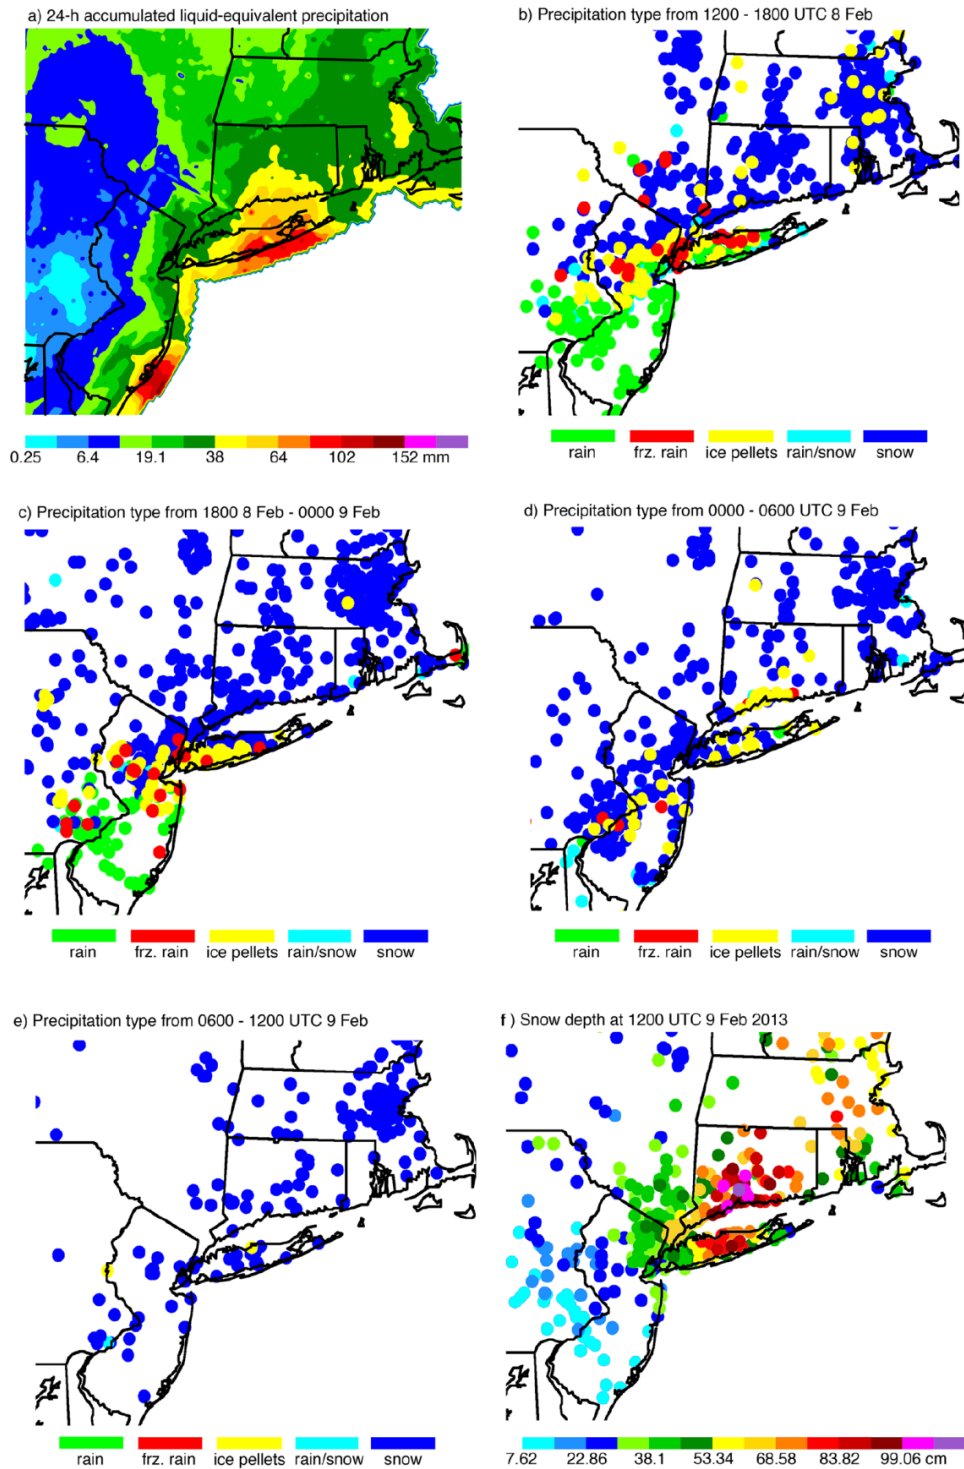 a) 24-h accumulated liquid-equivalent precipitation
b) Precipitation type from 1200 - 1800 UTC 8 Feb
0.25 6.4 19.1 38 64 102 152 mm
rain frz. rain ice pellets rain/snow snow
c) Precipitation type from 1800 8 Feb - 0000 9 Feb
d) Precipitation type from 0000 - 0600 UTC 9 Feb
rain frz. rain ice pellets rain/snow snow
rain frz. rain ice pellets rain/snow snow
e) Precipitation type from 0600 - 1200 UTC 9 Feb
f ) Snow depth at 1200 UTC 9 Feb 2013
rain frz. rain ice pellets rain/snow snow
7.62 22.86 38.1 53.34 68.58 83.82 99.06 cm